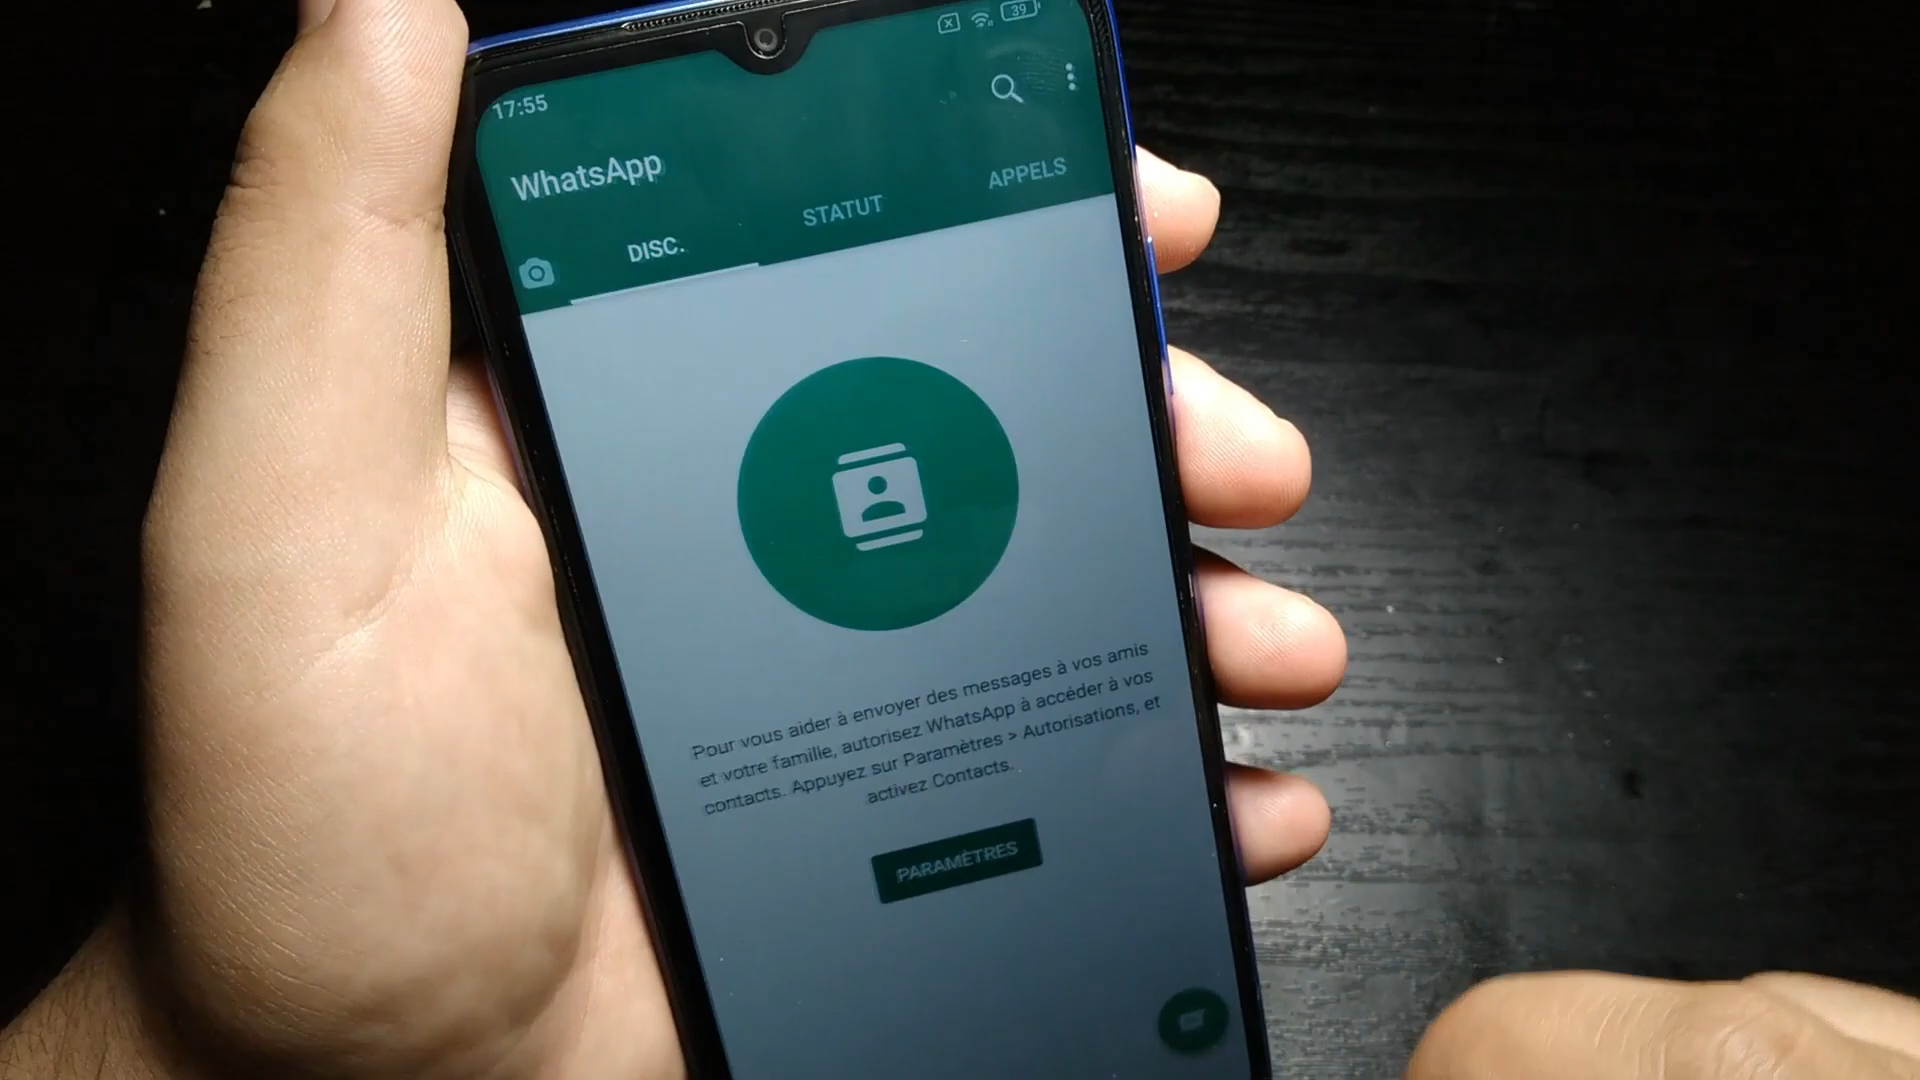 39
17:55
WhatsApp
DISC.
STATUT
APPELS
Pour vous aider à envoyer des messages à vos amis
et votre famille, autorisez WhatsApp à accéder à vos
contacts. Appuyez sur Paramètres > Autorisations, et
activez Contacts.
PARAMÈTRES